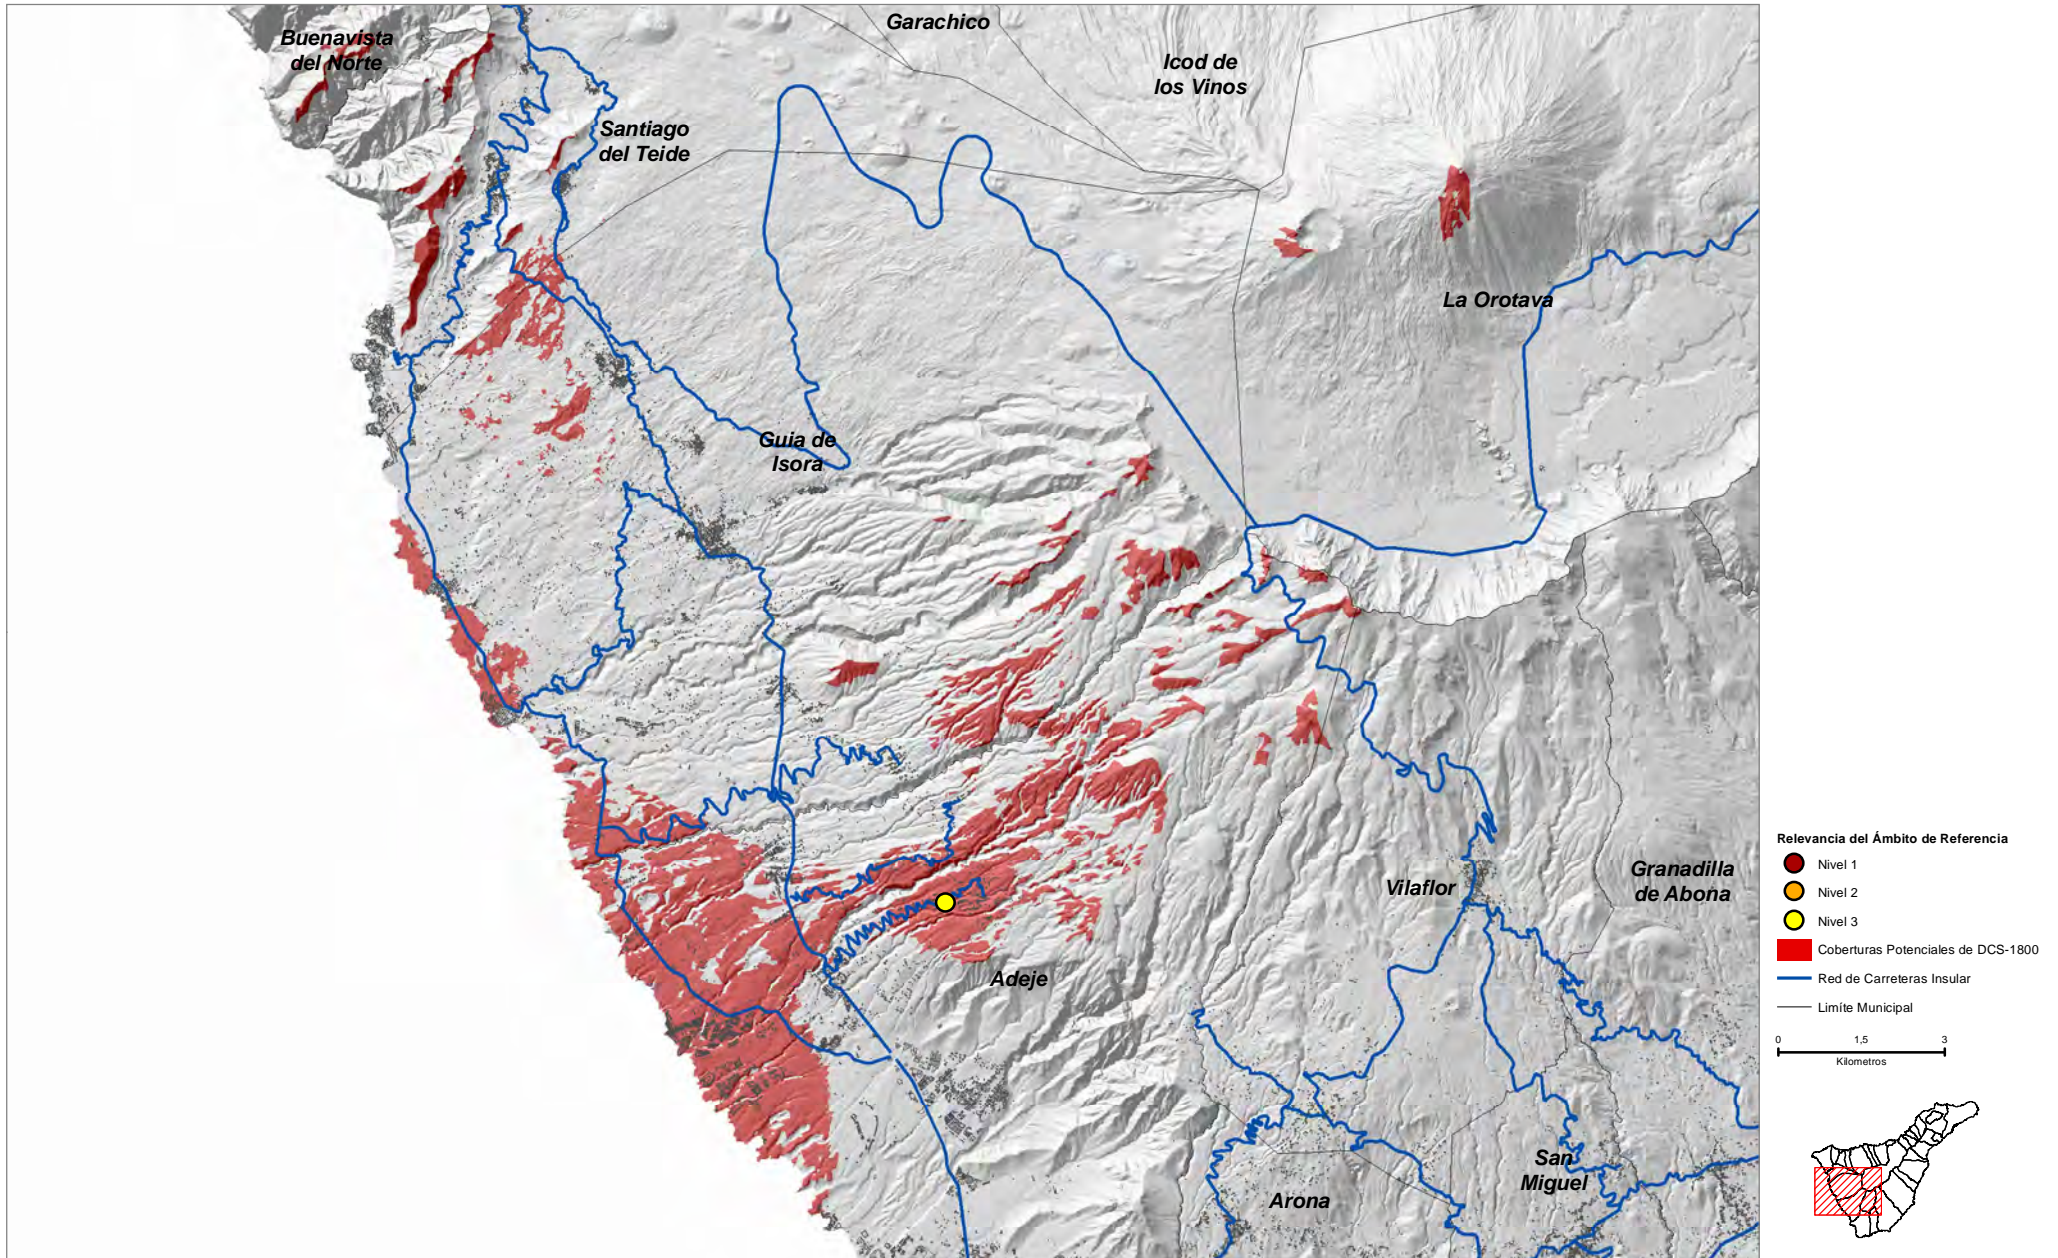 Garachico
Buenavista
del Norte
Icod de
los Vinos
Santiago
del Teide
La Orotava
Guia de
Isora
Vilaflor
Granadilla
de Abona
Adeje
San
Miguel
Arona
Relevancia del Ámbito de Referencia
Nivel 1
Nivel 2
Nivel 3
Coberturas Potenciales de DCS-1800
Red de Carreteras Insular
Limíte Municipal
0 1,5 3
Kilometros